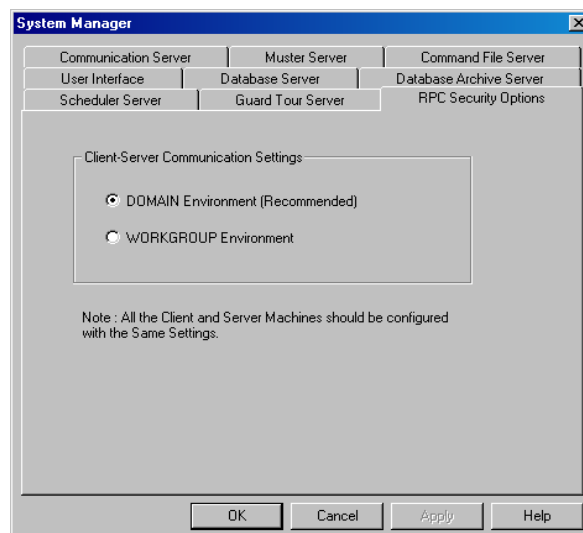 System Manager
Communication Server
Muster Server
Command File Server
User Interface
Database Server
Database Archive Server
Scheduler Server
Guard Tour Server
RPC Security Options
Client-Server Communication Settings
DOMAIN Environment (Recommended)
WORKGROUP Environment
Note : All the Client and Server Machines should be configured
with the Same Settings.
OK
Cancel
Apply
Help